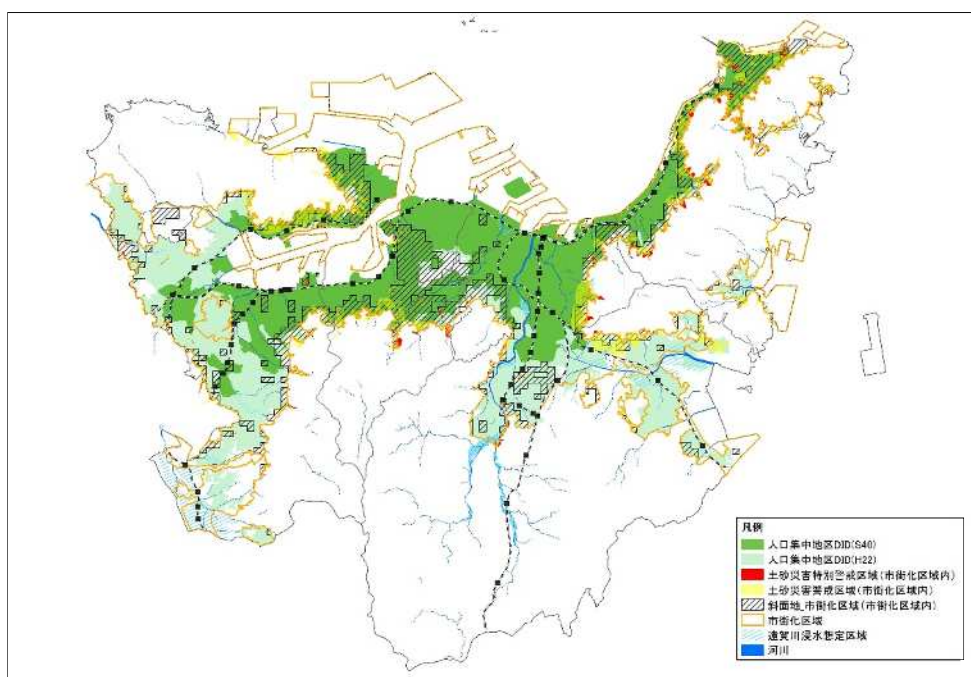 凡例
人口集中地区DID(S40)
人口集中地区DID(H22)
土砂災害特別警戒区域(市街化区域内)
土砂災害警戒区域(市街化区域内)
斜面地_市街化区域(市街化区域内)
市街化区域
遠賀川浸水想定区域
河川